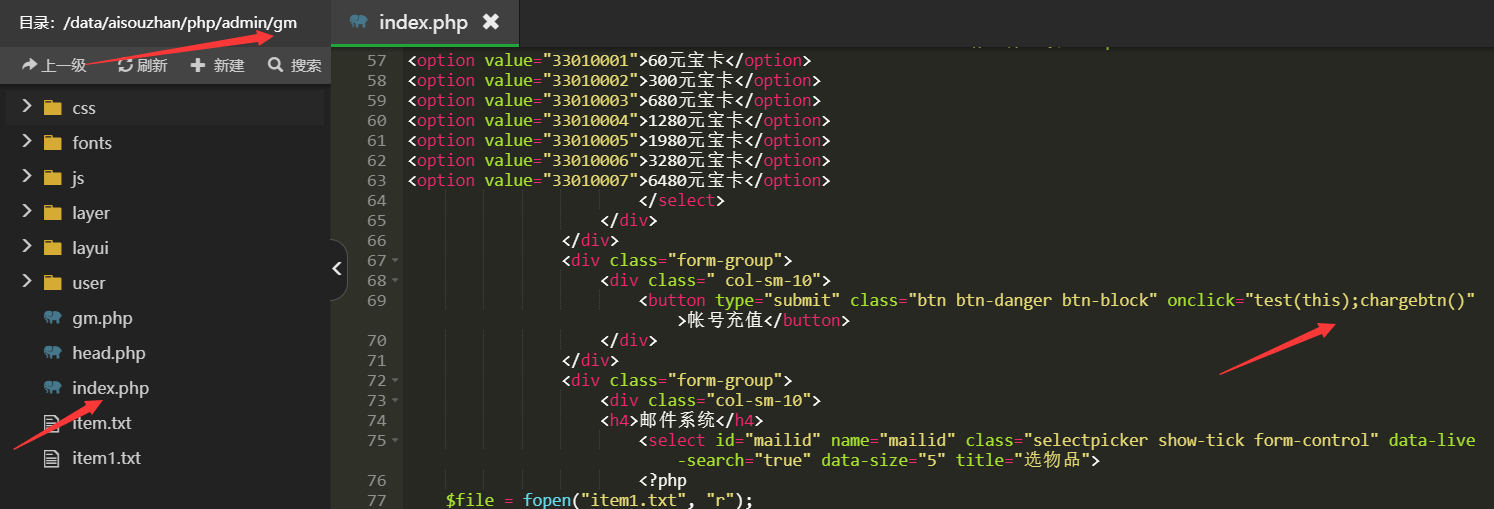 目录: /data/aisouzhan/php/admin/gm
上一级 刷新 新建 搜索
css
fonts
js
layer
layui
user
gm.php
head.php
index.php
item.txt
item1.txt
index.php
57 <option value="33010001">60元宝卡</option>
58 <option value="33010002">300元宝卡</option>
59 <option value="33010003">680元宝卡</option>
60 <option value="33010004">1280元宝卡</option>
61 <option value="33010005">1980元宝卡</option>
62 <option value="33010006">3280元宝卡</option>
63 <option value="33010007">6480元宝卡</option>
64 </select>
65 </div>
66 </div>
67 <div class="form-group">
68 <div class=" col-sm-10">
69 <button type="submit" class="btn btn-danger btn-block" onclick="test(this);chargebtn()"
>帐号充值</button>
70 </div>
71 </div>
72 <div class="form-group">
73 <div class="col-sm-10">
74 <h4>邮件系统</h4>
75 <select id="mailid" name="mailid" class="selectpicker show-tick form-control" data-live
-search="true" data-size="5" title="选物品">
76 <?php
77 $file = fopen("item1.txt", "r");